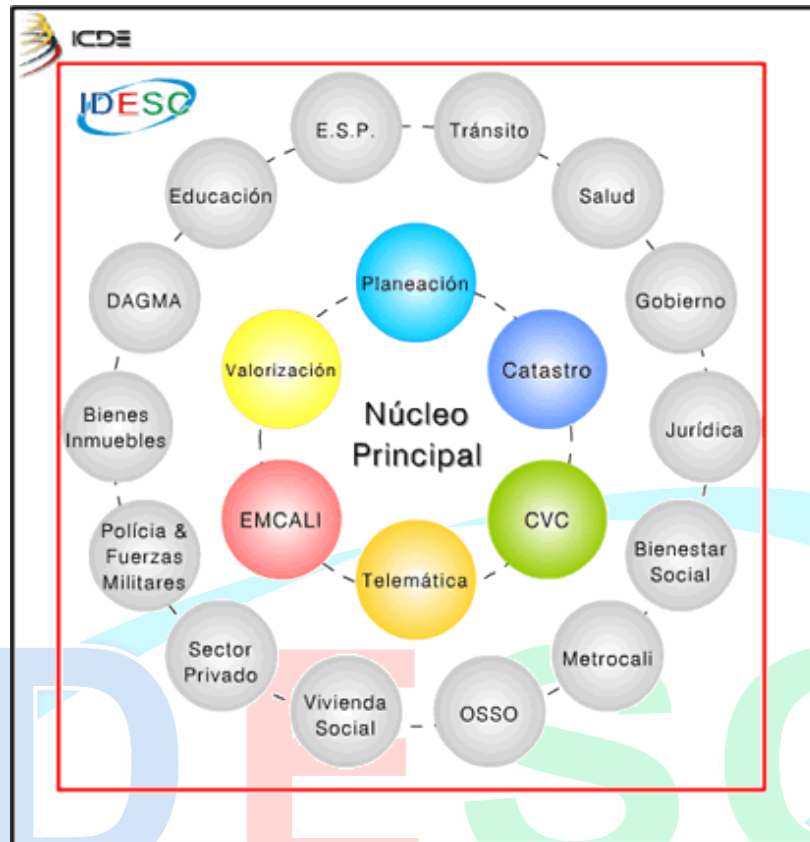 ICDE
IDESC
E.S.P.
Tránsito
Educación
Salud
Planeación
DAGMA
Gobierno
Valorización
Catastro
Núcleo
Principal
Bienes
Inmuebles
Jurídica
EMCALI
CVC
Polícia &
Fuerzas
Militares
Bienestar
Social
Telemática
Sector
Privado
Metrocali
Vivienda
Social
OSSO
IDESC